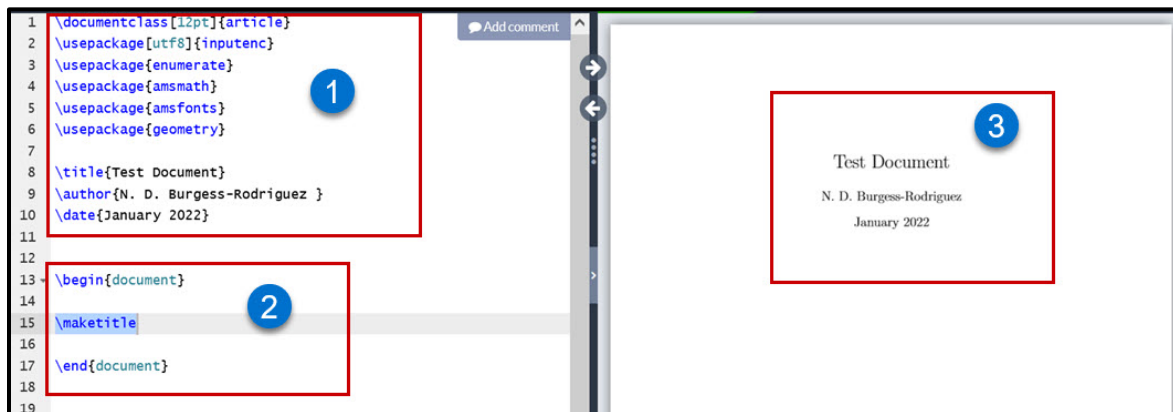 1 \documentclass[12pt]{article}
Add comment
2 \usepackage[utf8]{inputenc}
3 \usepackage{enumerate}
4 \usepackage{amsmath}
5 \usepackage{amsfonts}
6 \usepackage{geometry}
7
8 \title{Test Document}
9 \author{N. D. Burgess-Rodriguez }
10 \date{January 2022}
11
12
13 \begin{document}
14
15 \maketitle
16
17 \end{document}
18
19
1
2
3
Test Document
N. D. Burgess-Rodriguez
January 2022